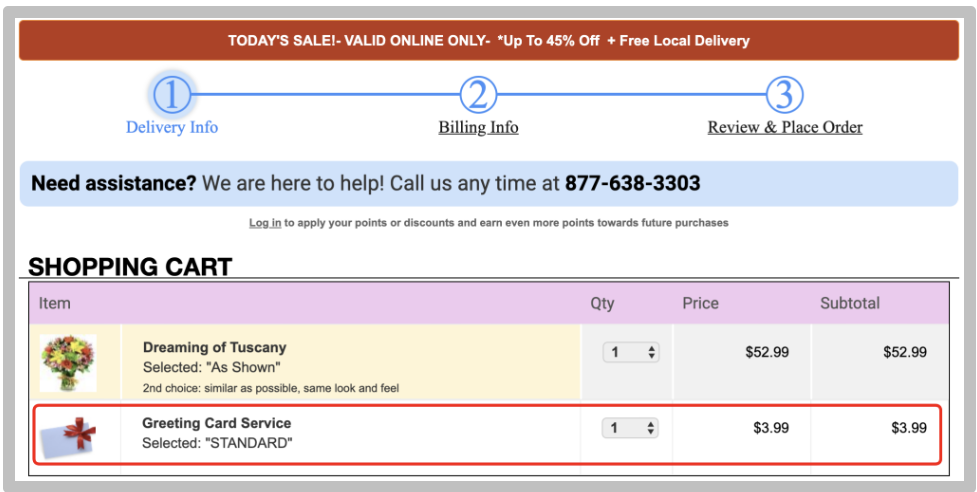 TODAY'S SALE!- VALID ONLINE ONLY- *Up To 45% Off + Free Local Delivery
1 2 3
Delivery Info Billing Info Review & Place Order
Need assistance? We are here to help! Call us any time at 877-638-3303
Log in to apply your points or discounts and earn even more points towards future purchases
SHOPPING CART
Item Qty Price Subtotal
Dreaming of Tuscany
Selected: "As Shown" 1 $52.99 $52.99
2nd choice: similar as possible, same look and feel
Greeting Card Service 1 $3.99 $3.99
Selected: "STANDARD"